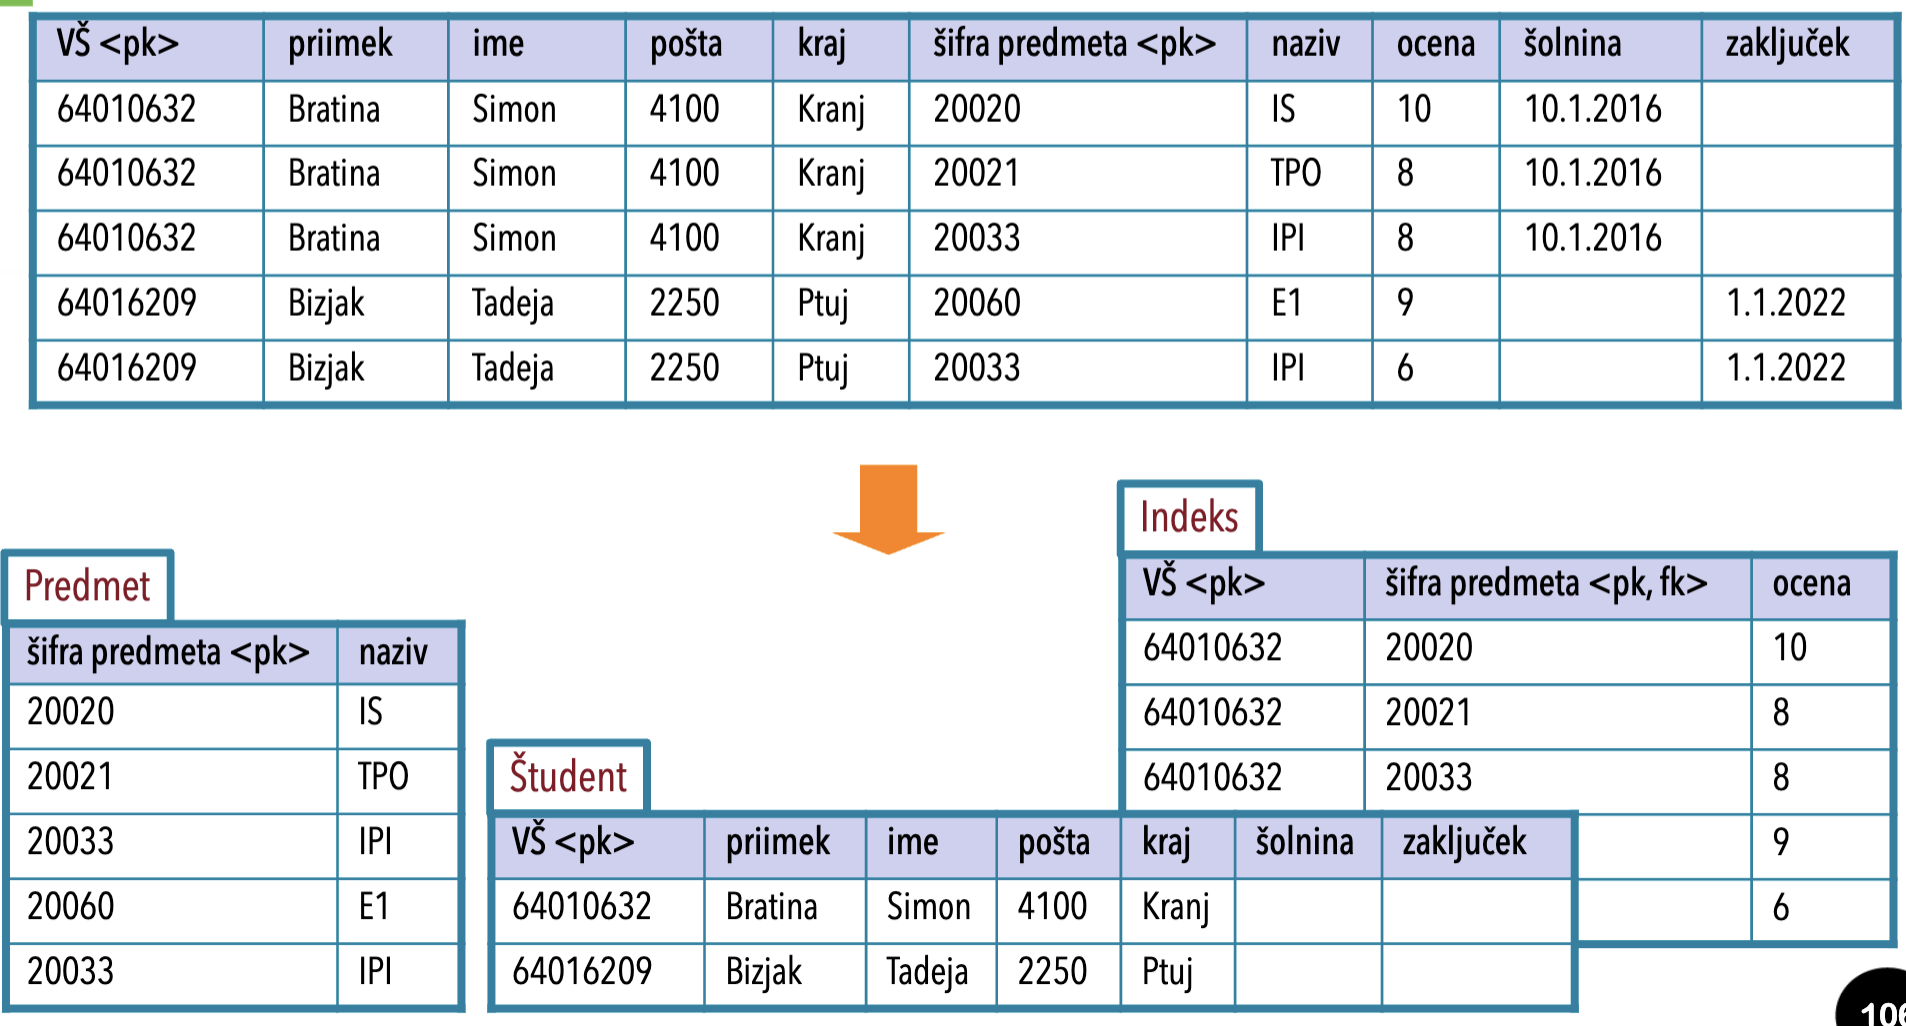 VŠ <pk> priimek ime pošta kraj šifra predmeta <pk> naziv ocena šolnina zaključek
64010632 Bratina Simon 4100 Kranj 20020 IS 10 10.1.2016
64010632 Bratina Simon 4100 Kranj 20021 TPO 8 10.1.2016
64010632 Bratina Simon 4100 Kranj 20033 IPI 8 10.1.2016
64016209 Bizjak Tadeja 2250 Ptuj 20060 E1 9 1.1.2022
64016209 Bizjak Tadeja 2250 Ptuj 20033 IPI 6 1.1.2022
Predmet
šifra predmeta <pk> naziv
20020 IS
20021 TPO
20033 IPI
20060 E1
20033 IPI
Študent
VŠ <pk> priimek ime pošta kraj šolnina zaključek
64010632 Bratina Simon 4100 Kranj
64016209 Bizjak Tadeja 2250 Ptuj
Indeks
VŠ <pk> šifra predmeta <pk, fk> ocena
64010632 20020 10
64010632 20021 8
64010632 20033 8
9
6